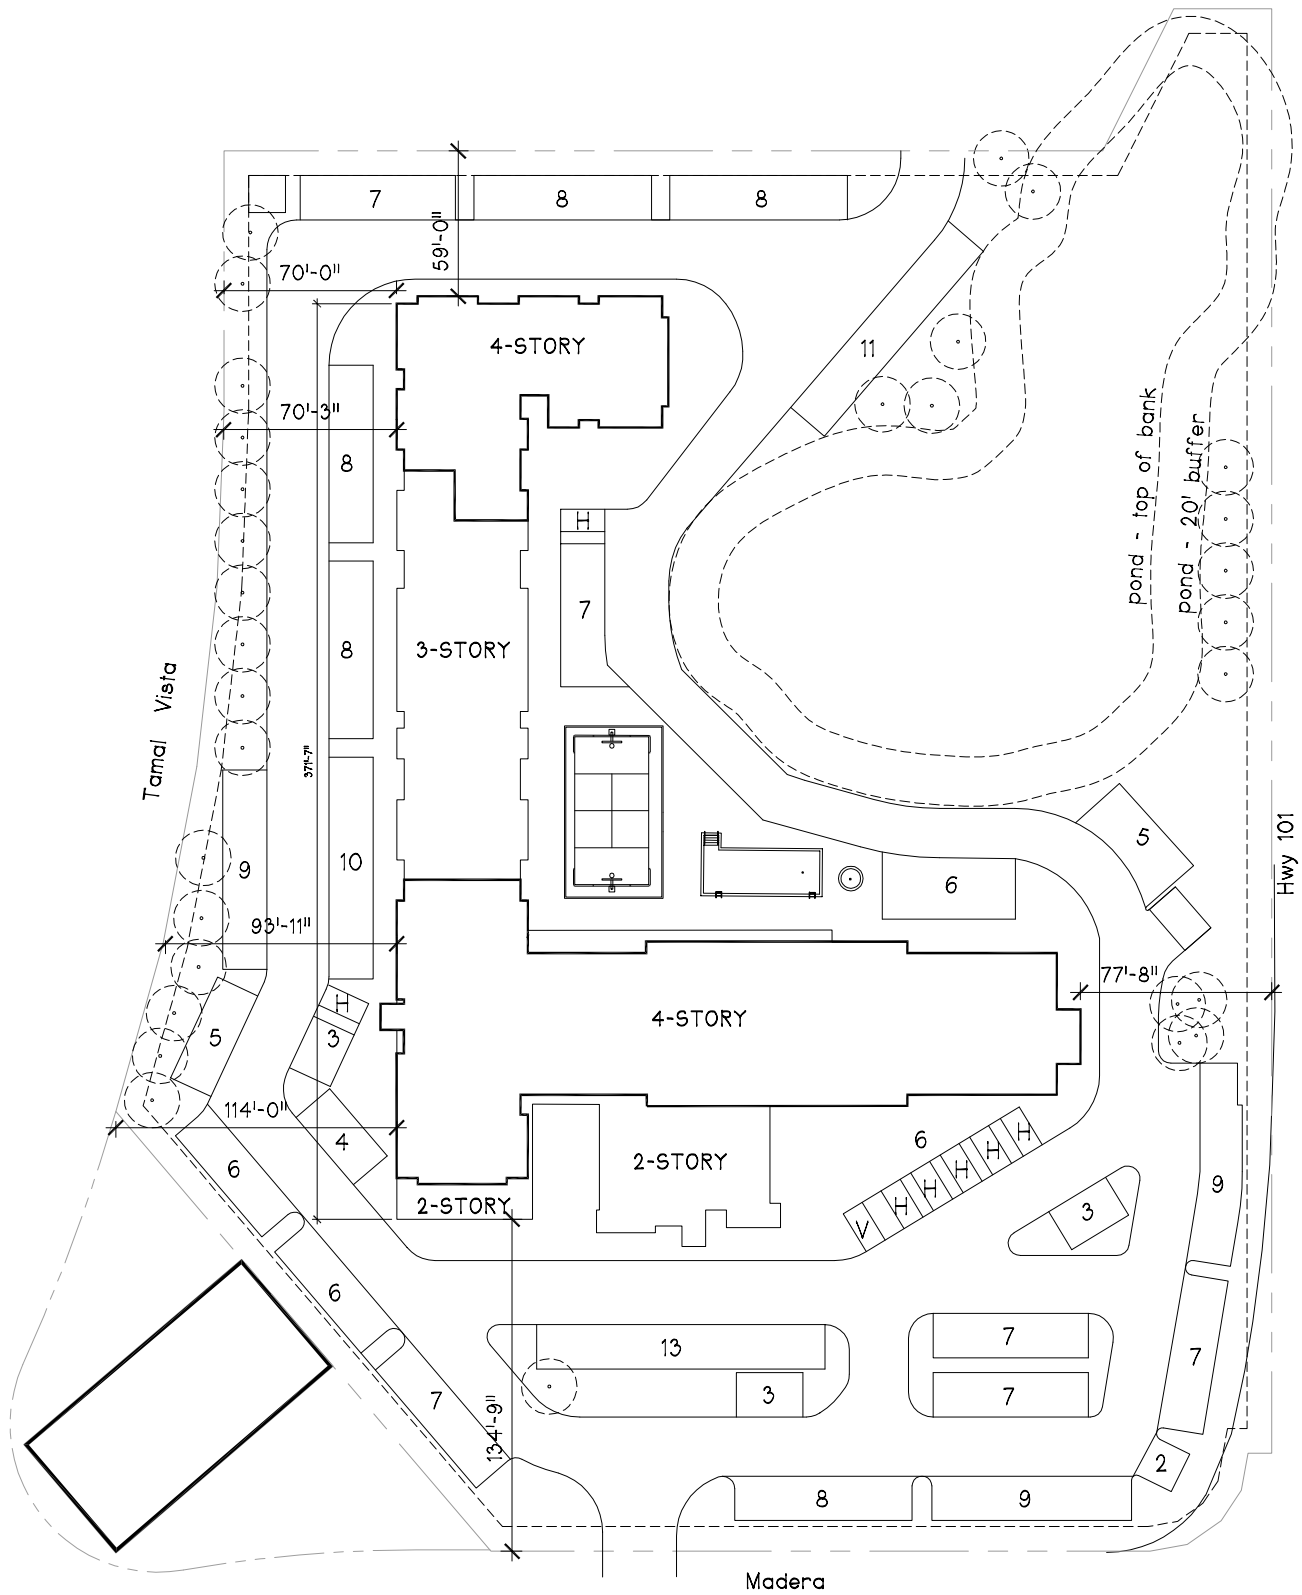 7
8
8
59'-0"
70'-0"
4-STORY
11
70'-3"
8
H
pond - top of bank
pond - 20' buffer
7
8
3-STORY
Tamal Vista
371'-7"
5
Hwy 101
9
10
6
93'-11"
77'-8"
H
4-STORY
5
3
114'-0"
4
6
H
H
H
H
H
V
6
2-STORY
2-STORY
9
3
6
13
7
7
7
3
7
134'-9"
2
8
9
Madera